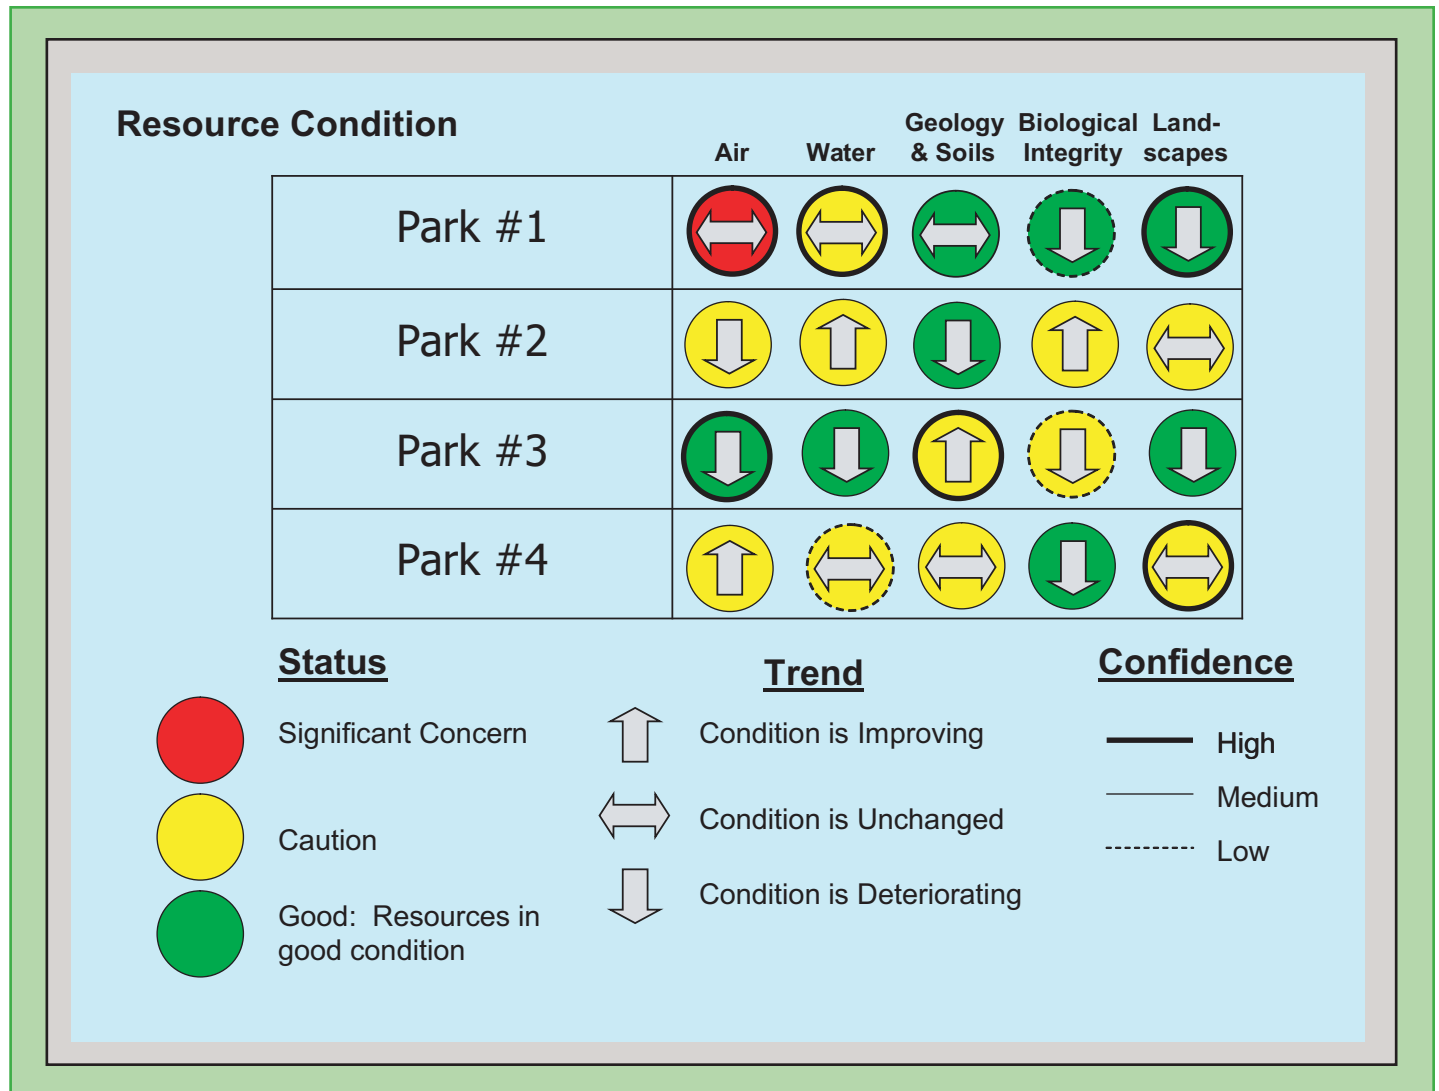 Resource Condition
Air Water Geology & Soils Biological Integrity Land-scapes
Park #1
Park #2
Park #3
Park #4
Status
Significant Concern
Caution
Good: Resources in
good condition
Trend
Condition is Improving
Condition is Unchanged
Condition is Deteriorating
Confidence
High
Medium
Low